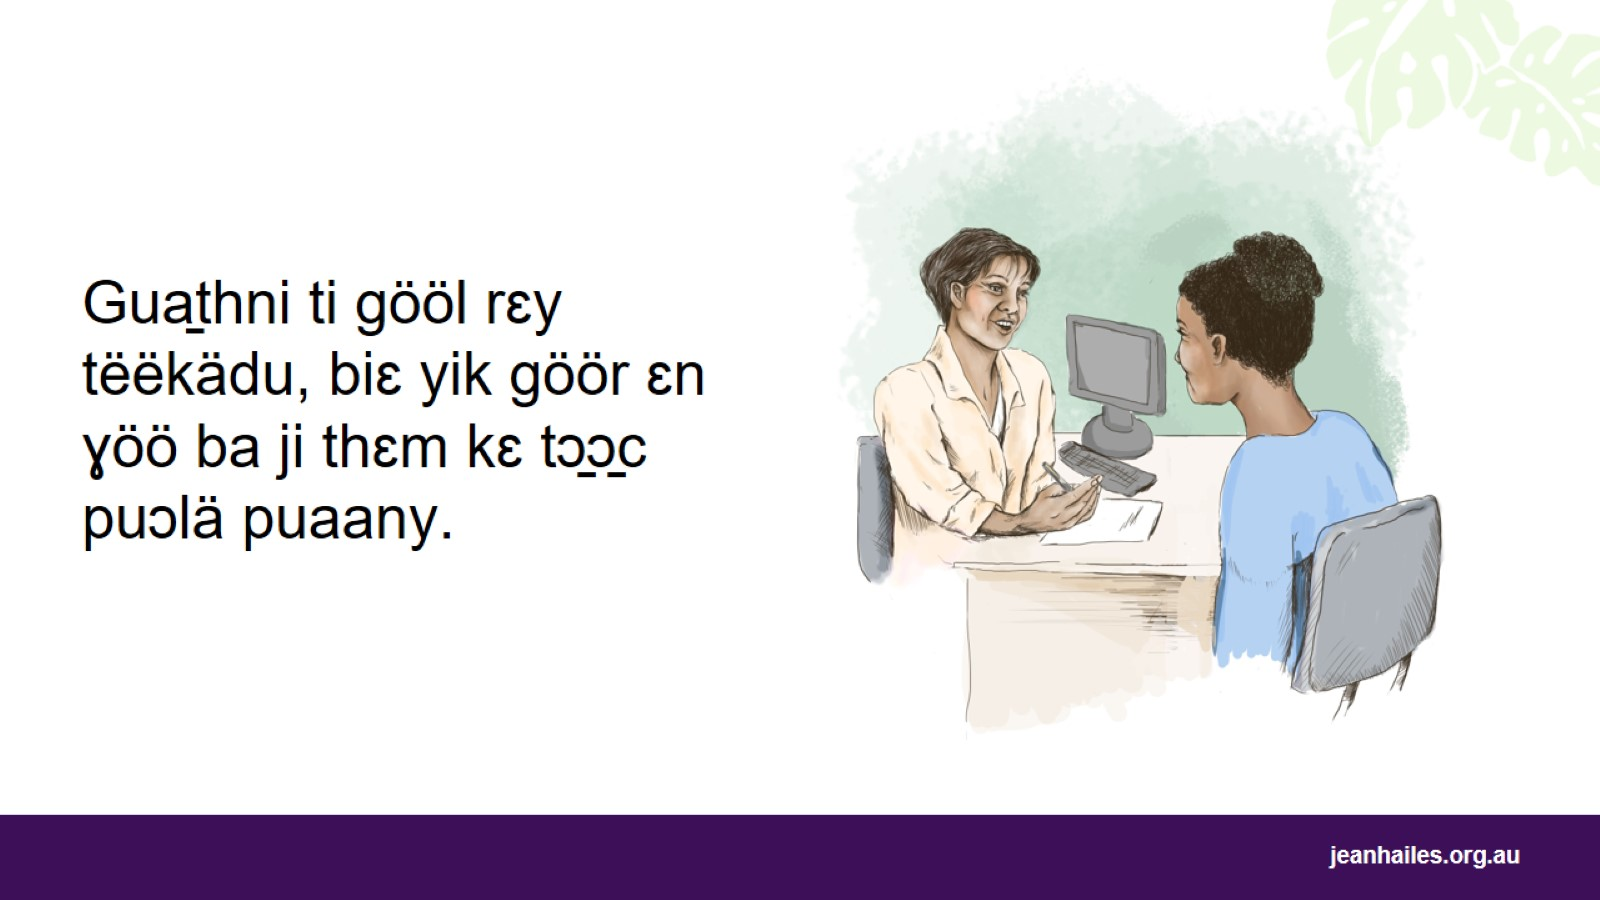 Gua̱thni ti gööl rɛy
tëëkädu, biɛ yik göör ɛn
ɣöö ba ji thɛm kɛ tɔ̱ɔ̱c
puɔlä puaany.
jeanhailes.org.au